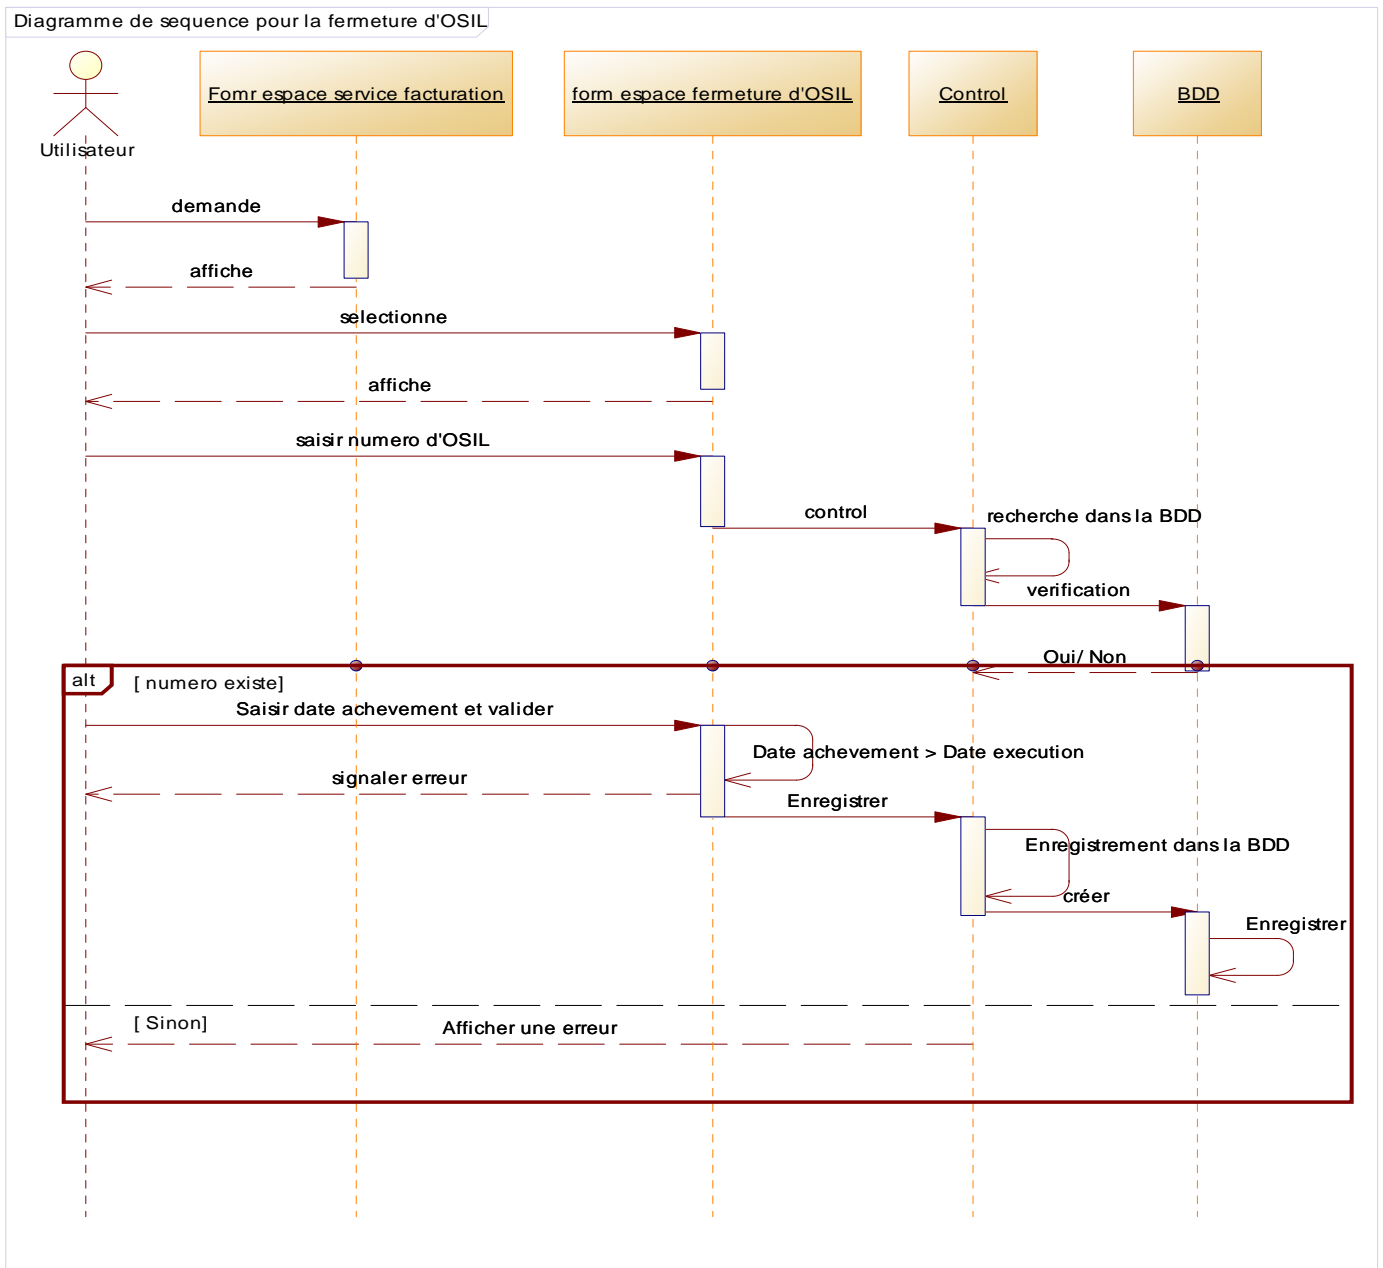 Diagramme de sequence pour la fermeture d'OSIL
Utilisateur
Fomr espace service facturation
form espace fermeture d'OSIL
Control
BDD
demande
affiche
selectionne
affiche
saisir numero d'OSIL
control
recherche dans la BDD
verification
Oui/ Non
alt
[ numero existe]
Saisir date achevement et valider
Date achevement > Date execution
signaler erreur
Enregistrer
Enregistrement dans la BDD
créer
Enregistrer
[ Sinon]
Afficher une erreur